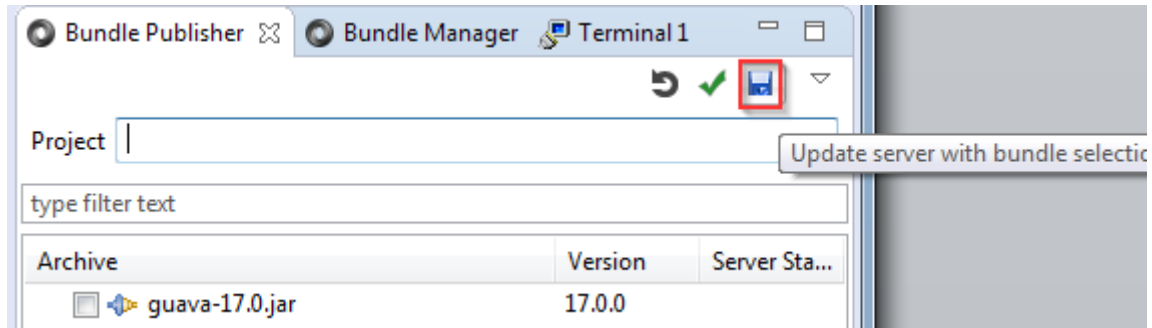 Bundle Publisher Bundle Manager Terminal 1
Project
Update server with bundle selectio
type filter text
Archive Version Server Sta...
guava-17.0.jar 17.0.0